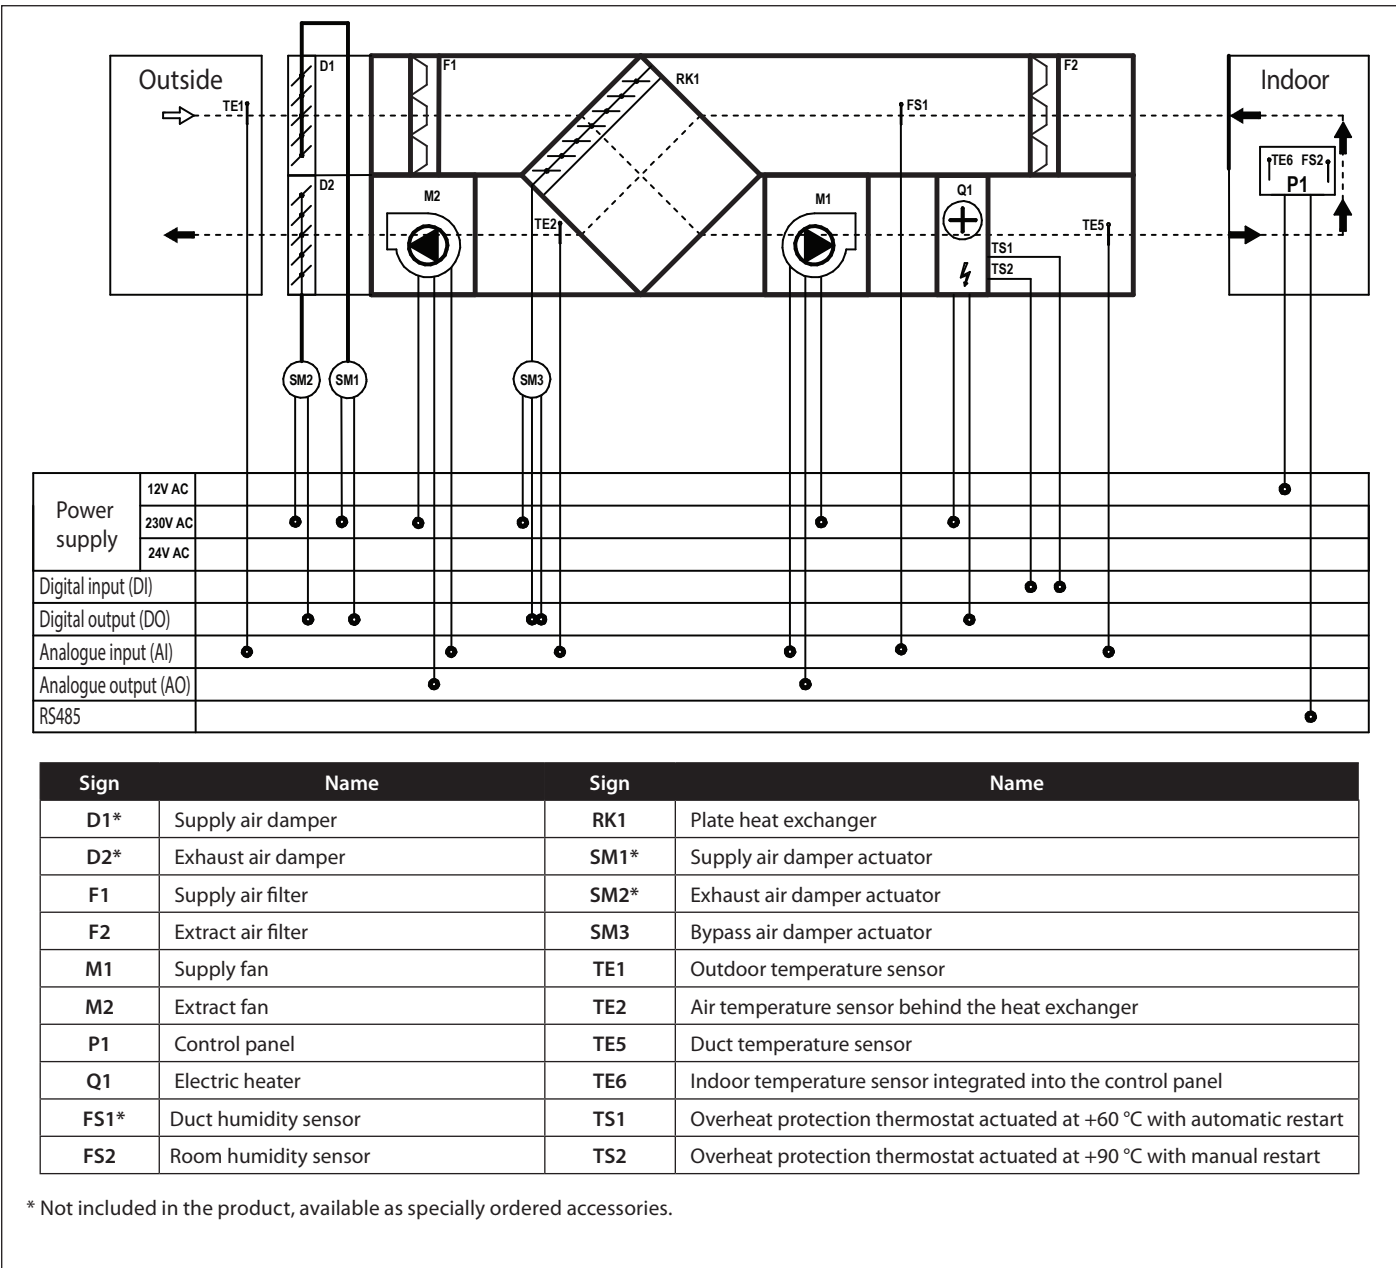 Outside
TE1
D1
F1
RK1
FS1
F2
Indoor
TE6 FS2
P1
D2
M2
TE2
M1
Q1
TS1
TS2
TE5
SM2
SM1
SM3
Power supply
12V AC
230V AC
24V AC
Digital input (DI)
Digital output (DO)
Analogue input (AI)
Analogue output (AO)
RS485
Sign Name Sign Name
D1* Supply air damper RK1 Plate heat exchanger
D2* Exhaust air damper SM1* Supply air damper actuator
F1 Supply air filter SM2* Exhaust air damper actuator
F2 Extract air filter SM3 Bypass air damper actuator
M1 Supply fan TE1 Outdoor temperature sensor
M2 Extract fan TE2 Air temperature sensor behind the heat exchanger
P1 Control panel TE5 Duct temperature sensor
Q1 Electric heater TE6 Indoor temperature sensor integrated into the control panel
FS1* Duct humidity sensor TS1 Overheat protection thermostat actuated at +60 °C with automatic restart
FS2 Room humidity sensor TS2 Overheat protection thermostat actuated at +90 °C with manual restart
* Not included in the product, available as specially ordered accessories.